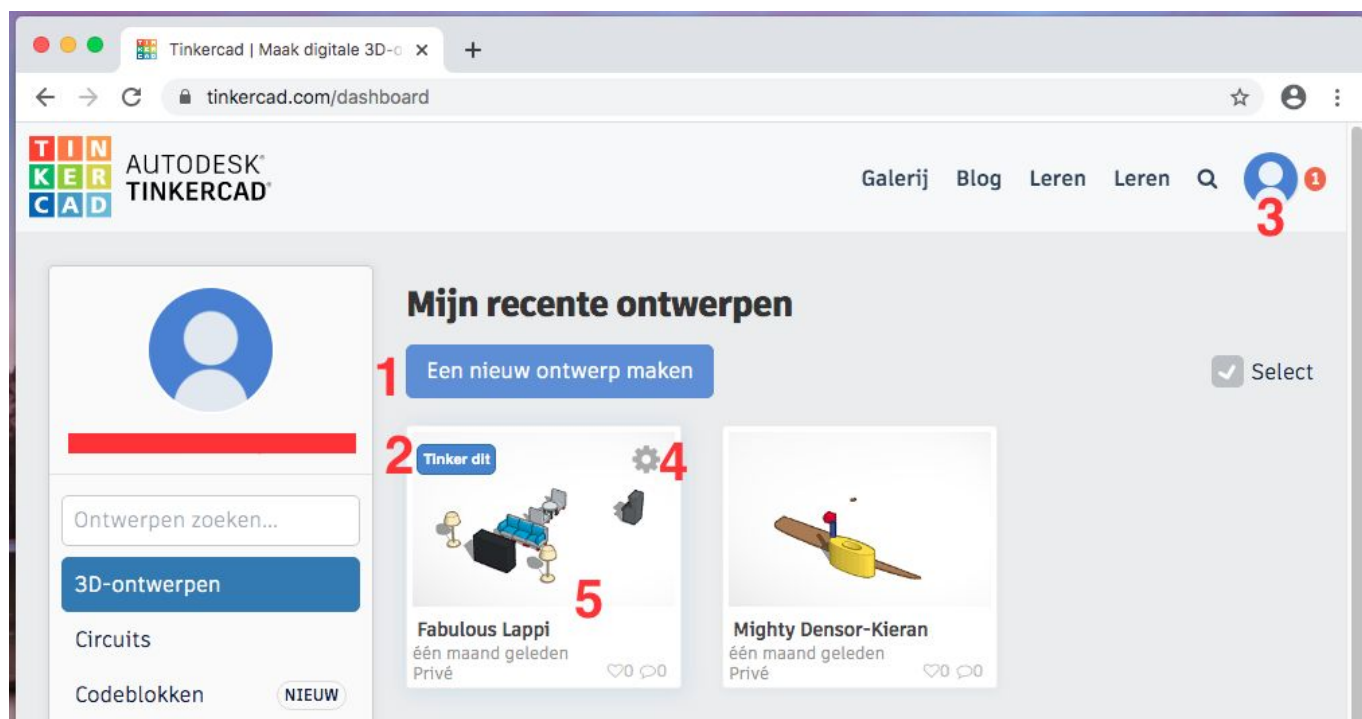 Tinkercad | Maak digitale 3D-o
tinkercad.com/dashboard
TIN
KER
CAD
AUTODESK®
TINKERCAD®
Galerij Blog Leren Leren 1
3
Mijn recente ontwerpen
1 Een nieuw ontwerp maken Select
2 Tinker dit 4
Ontwerpen zoeken...
3D-ontwerpen
5
Circuits
Codeblokken NIEUW
Fabulous Lappi
één maand geleden
Privé 0 0
Mighty Densor-Kieran
één maand geleden
Privé 0 0